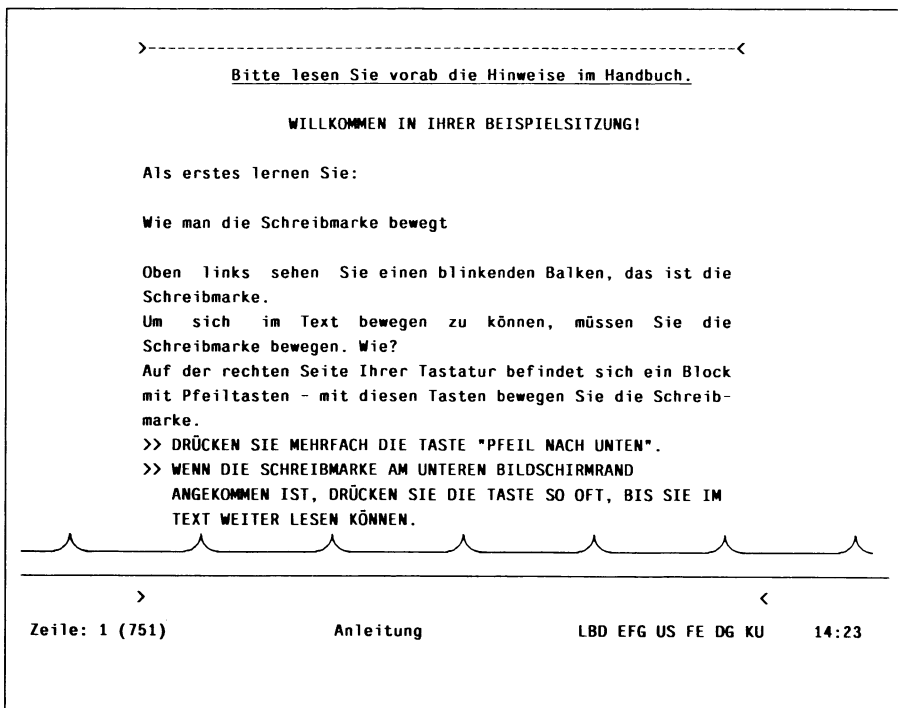 >-----------------------------------------------------------<
Bitte lesen Sie vorab die Hinweise im Handbuch.
WILLKOMMEN IN IHRER BEISPIELSITZUNG!
Als erstes lernen Sie:
Wie man die Schreibmarke bewegt
Oben links sehen Sie einen blinkenden Balken, das ist die
Schreibmarke.
Um sich im Text bewegen zu können, müssen Sie die
Schreibmarke bewegen. Wie?
Auf der rechten Seite Ihrer Tastatur befindet sich ein Block
mit Pfeiltasten - mit diesen Tasten bewegen Sie die Schreib-
marke.
>> DRÜCKEN SIE MEHRFACH DIE TASTE "PFEIL NACH UNTEN".
>> WENN DIE SCHREIBMARKE AM UNTEREN BILDSCHIRMRAND
ANGEKOMMEN IST, DRÜCKEN SIE DIE TASTE SO OFT, BIS SIE IM
TEXT WEITER LESEN KÖNNEN.
> <
Zeile: 1 (751) Anleitung LBD EFG US FE DG KU 14:23